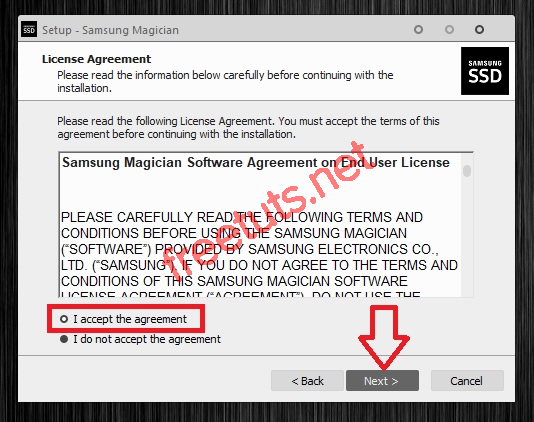 SAMSUNG
SSD
Setup - Samsung Magician
License Agreement
Please read the information below carefully before continuing with the
installation.
SAMSUNG
SSD
Please read the following License Agreement. You must accept the terms of this
agreement before continuing with the installation.
Samsung Magician Software Agreement on End User License
PLEASE CAREFULLY READ THE FOLLOWING TERMS AND
CONDITIONS BEFORE USING THE SAMSUNG MAGICIAN
(“SOFTWARE”) PROVIDED BY SAMSUNG ELECTRONICS CO.,
LTD. (“SAMSUNG”). IF YOU DO NOT AGREE TO THE TERMS AND
CONDITIONS OF THIS SAMSUNG MAGICIAN SOFTWARE
LICENSE AGREEMENT (“AGREEMENT”), DO NOT USE THE
freetuts.net
I accept the agreement
I do not accept the agreement
< Back
Next >
Cancel